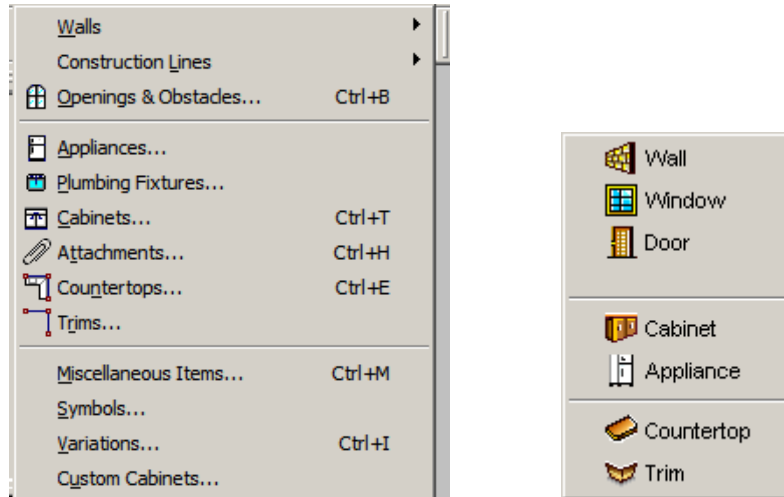 Walls
Construction Lines
Openings & Obstacles... Ctrl+B
Appliances...
Plumbing Fixtures...
Cabinets... Ctrl+T
Attachments... Ctrl+H
Countertops... Ctrl+E
Trims...
Miscellaneous Items... Ctrl+M
Symbols...
Variations... Ctrl+I
Custom Cabinets...
Wall
Window
Door
Cabinet
Appliance
Countertop
Trim